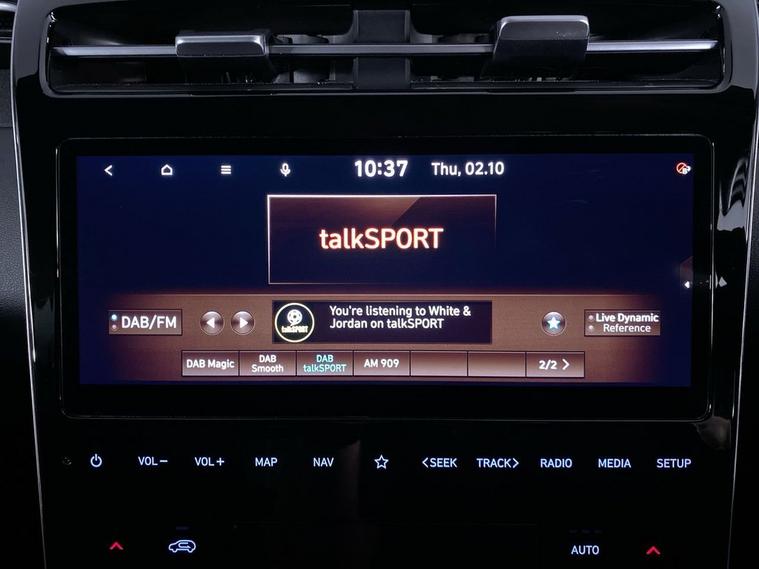 10:37 Thu, 02.10
talkSPORT
DAB/FM
talkSPORT
You're listening to White &
Jordan on talkSPORT
Live Dynamic
Reference
DAB Magic
DAB
Smooth
DAB
talkSPORT
AM 909
2/2 >
VOL− VOL+ MAP NAV <SEEK TRACK> RADIO MEDIA SETUP
AUTO